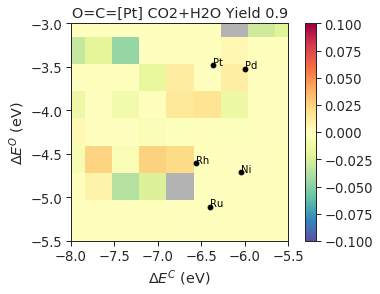 O=C=[Pt] CO2+H2O Yield 0.9
−3.0
−3.5
−4.0
−4.5
−5.0
−5.5
ΔE^O (eV)
Pt
Pd
Rh
Ni
Ru
−8.0 −7.5 −7.0 −6.5 −6.0 −5.5
ΔE^C (eV)
0.100
0.075
0.050
0.025
0.000
−0.025
−0.050
−0.075
−0.100